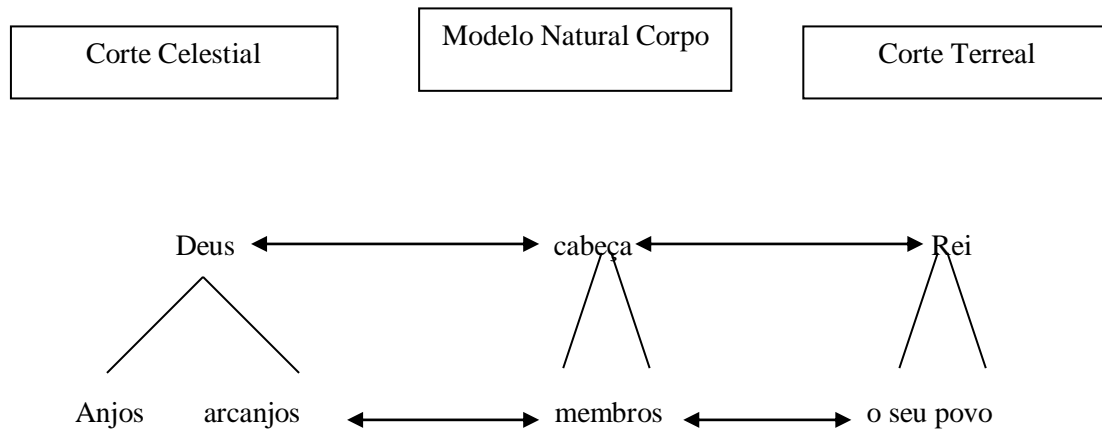 Corte Celestial
Modelo Natural Corpo
Corte Terreal
Deus
cabeça
Rei
Anjos
arcanjos
membros
o seu povo